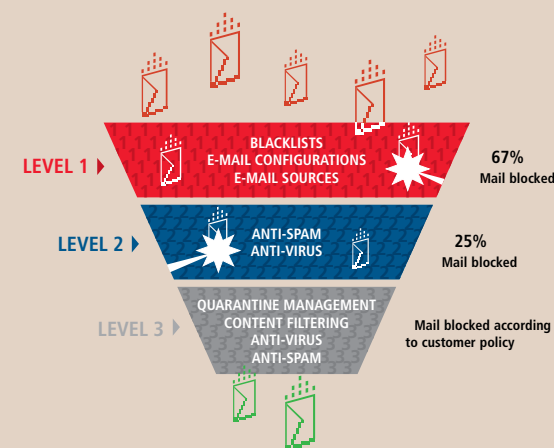 LEVEL 1
BLACKLISTS
E-MAIL CONFIGURATIONS
E-MAIL SOURCES
67%
Mail blocked
LEVEL 2
ANTI-SPAM
ANTI-VIRUS
25%
Mail blocked
LEVEL 3
QUARANTINE MANAGEMENT
CONTENT FILTERING
ANTI-VIRUS
ANTI-SPAM
Mail blocked according
to customer policy